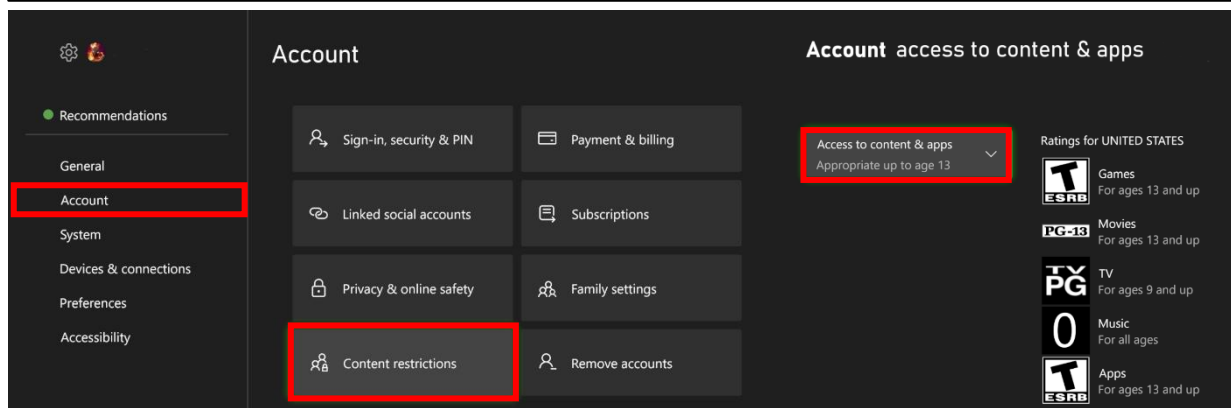 Account
Account access to content & apps
Recommendations
General
Account
System
Devices & connections
Preferences
Accessibility
Sign-in, security & PIN
Payment & billing
Linked social accounts
Subscriptions
Privacy & online safety
Family settings
Content restrictions
Remove accounts
Access to content & apps
Appropriate up to age 13
Ratings for UNITED STATES
T
ESRB
Games
For ages 13 and up
PG-13
Movies
For ages 13 and up
TV
PG
TV
For ages 9 and up
0
Music
For all ages
T
ESRB
Apps
For ages 13 and up